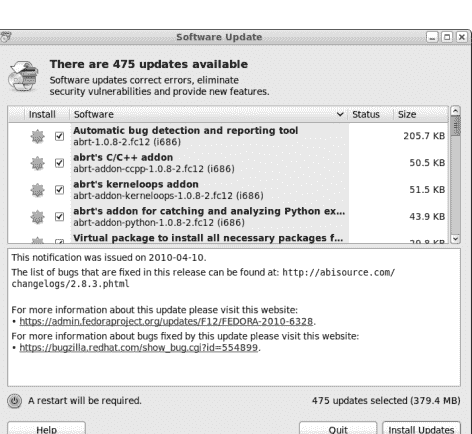 Software Update
There are 475 updates available
Software updates correct errors, eliminate
security vulnerabilities and provide new features.
Install Software Status Size
Automatic bug detection and reporting tool
abrt-1.0.8-2.fc12 (i686)
205.7 KB
abrt's C/C++ addon
abrt-addon-ccpp-1.0.8-2.fc12 (i686)
50.5 KB
abrt's kerneloops addon
abrt-addon-kerneloops-1.0.8-2.fc12 (i686)
51.5 KB
abrt's addon for catching and analyzing Python ex...
abrt-addon-python-1.0.8-2.fc12 (i686)
43.9 KB
Virtual package to install all necessary packages f...
29.8 KB
This notification was issued on 2010-04-10.
The list of bugs that are fixed in this release can be found at: http://abisource.com/
changelogs/2.8.3.phtml
For more information about this update please visit this website:
• https://admin.fedoraproject.org/updates/F12/FEDORA-2010-6328.
For more information about bugs fixed by this update please visit this website:
• https://bugzilla.redhat.com/show_bug.cgi?id=554899.
A restart will be required.
475 updates selected (379.4 MB)
Help
Quit
Install Updates